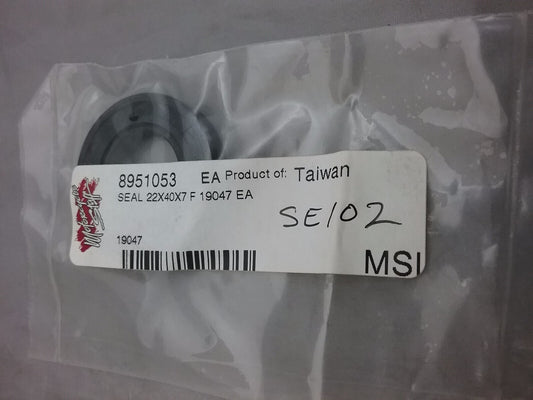 8951053 EA Product of: Taiwan
SEAL 22X40X7 F 19047 EA
SE102
19047
MSI